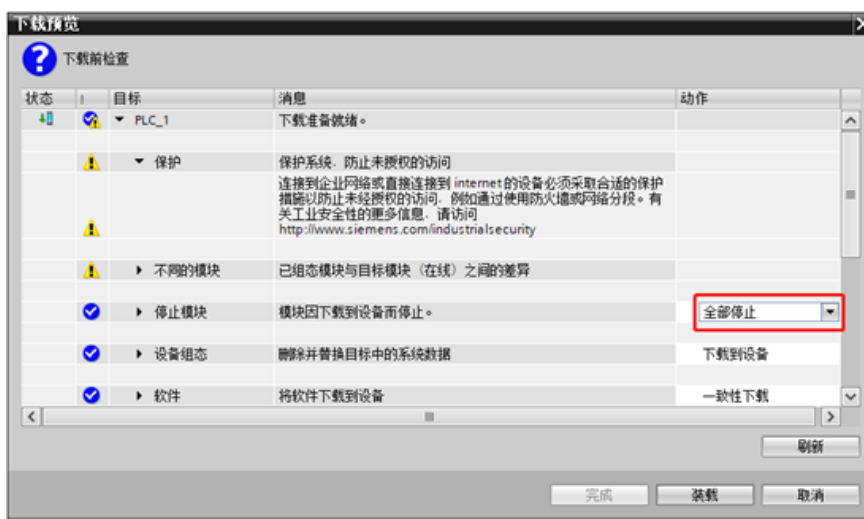 下载预览
下载前检查
状态 ! 目标 消息 动作
PLC_1 下载准备就绪。
保护 保护系统，防止未授权的访问
连接到企业网络或直接连接到 internet 的设备必须采取合适的保护
措施以防止未经授权的访问，例如通过使用防火墙或网络分段。有
关工业安全性的更多信息，请访问
http://www.siemens.com/industrialsecurity
不同的模块 已组态模块与目标模块（在线）之间的差异
停止模块 模块因下载到设备而停止。 全部停止
设备组态 删除并替换目标中的系统数据 下载到设备
软件 将软件下载到设备 一致性下载
刷新
完成 装载 取消